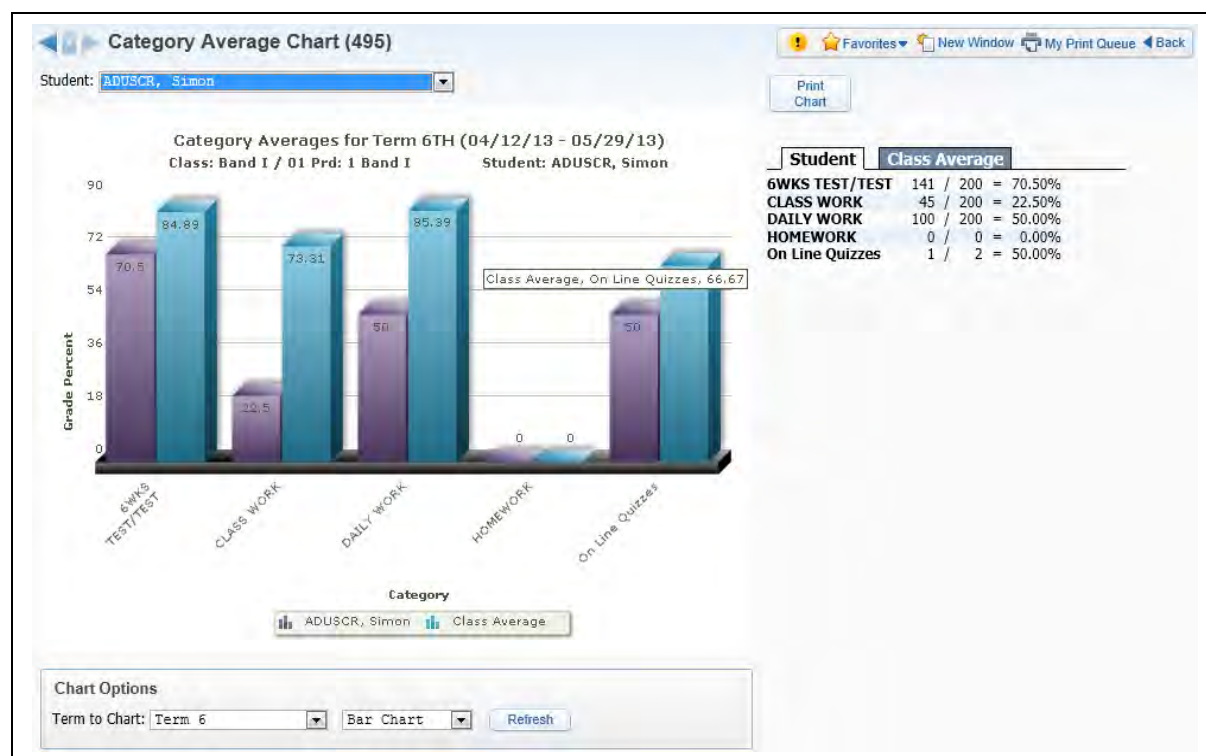 Category Average Chart (495)
! Favorites New Window My Print Queue Back
Student: ADUSCR, Simon
Print
Chart
Category Averages for Term 6TH (04/12/13 - 05/29/13)
Class: Band I / 01 Prd: 1 Band I Student: ADUSCR, Simon
Student Class Average
6WKS TEST/TEST 141 / 200 = 70.50%
CLASS WORK 45 / 200 = 22.50%
DAILY WORK 100 / 200 = 50.00%
HOMEWORK 0 / 0 = 0.00%
On Line Quizzes 1 / 2 = 50.00%
Grade Percent
90
72
54
36
18
0
70.5
84.89
22.5
73.31
50
85.39
0
0
50
Class Average, On Line Quizzes, 66.67
6WKS
TEST/TEST
CLASS WORK
DAILY WORK
HOMEWORK
On Line Quizzes
Category
ADUSCR, Simon Class Average
Chart Options
Term to Chart: Term 6 Bar Chart Refresh